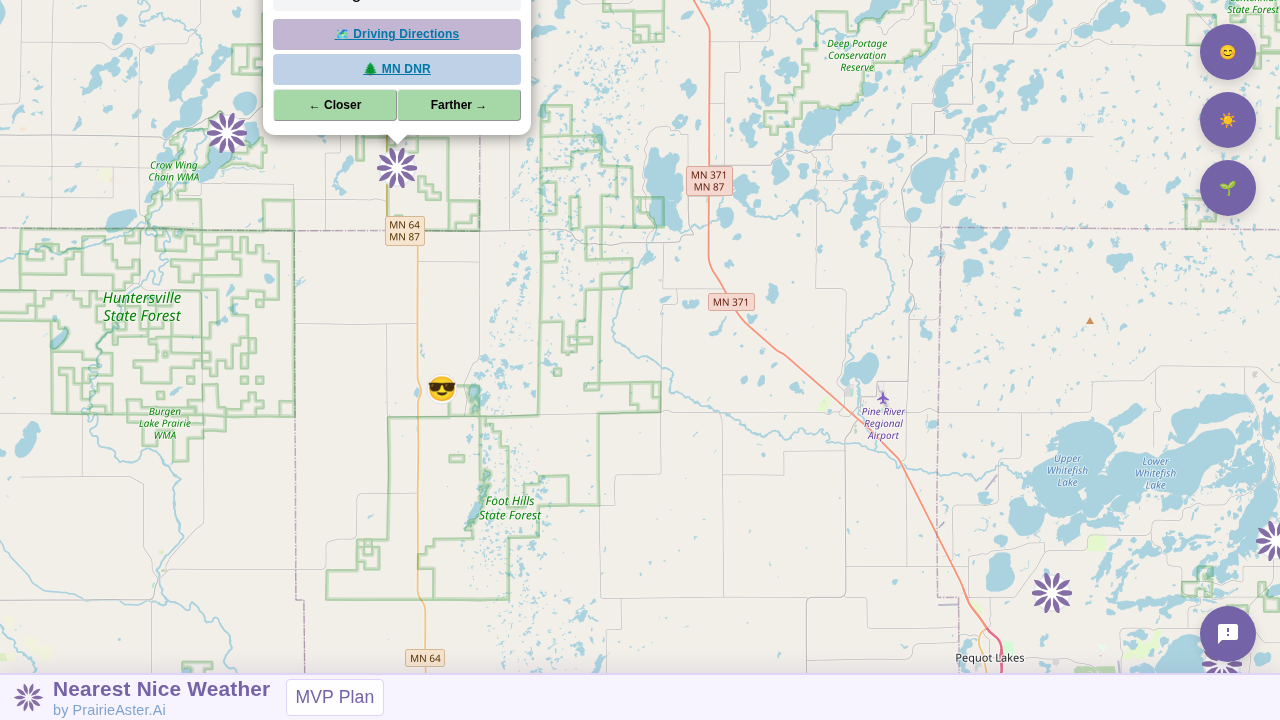 State Forest
Driving Directions
MN DNR
← Closer
Farther →
Deep Portage
Conservation
Reserve
Crow Wing
Chain WMA
MN 371
MN 87
MN 64
MN 87
Huntersville
State Forest
MN 371
Burgen
Lake Prairie
WMA
Pine River
Regional
Airport
Upper
Whitefish
Lake
Lower
Whitefish
Lake
Foot Hills
State Forest
MN 64
Pequot Lakes
Nearest Nice Weather
by PrairieAster.Ai
MVP Plan